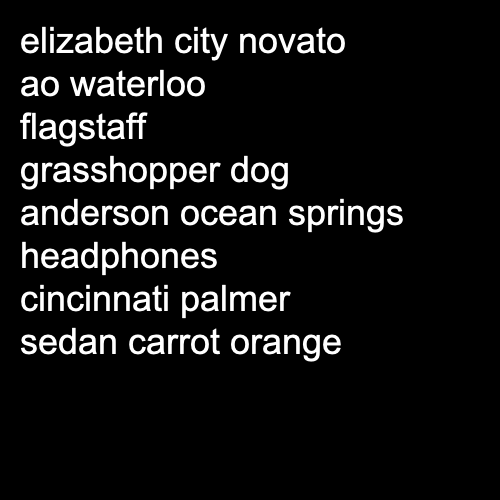 elizabeth city novato
ao waterloo
flagstaff
grasshopper dog
anderson ocean springs
headphones
cincinnati palmer
sedan carrot orange